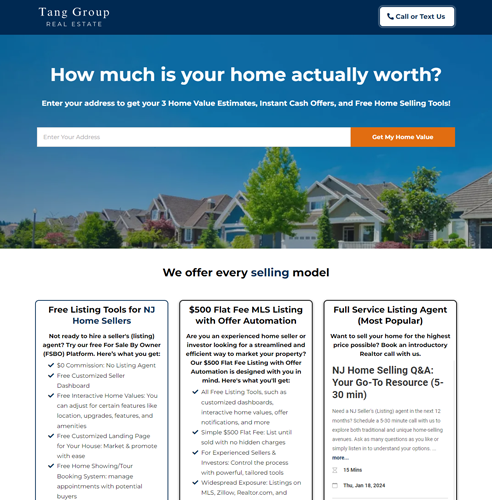 Tang Group
REAL ESTATE
Call or Text Us
How much is your home actually worth?
Enter your address to get your 3 Home Value Estimates, Instant Cash Offers, and Free Home Selling Tools!
Enter Your Address
Get My Home Value
We offer every selling model
Free Listing Tools for NJ
Home Sellers
Not ready to hire a seller's (listing)
agent? Try our free For Sale By Owner
(FSBO) Platform. Here's what you get:
$0 Commission: No Listing Agent
Free Customized Seller
Dashboard
Free Interactive Home Values: You
can adjust for certain features like
location, upgrades, features, and
amenities
Free Customized Landing Page
for Your House: Market & promote
with ease
Free Home Showing/Tour
Booking System: manage
appointments with potential
buyers
$500 Flat Fee MLS Listing
with Offer Automation
Are you an experienced home seller or
investor looking for a streamlined and
efficient way to market your property?
Our $500 Flat Fee Listing with Offer
Automation is designed with you in
mind. Here's what you'll get:
All Free Listing Tools, such as
customized dashboards,
interactive home values, offer
notifications, and more
Simple $500 Flat Fee: List until
sold with no hidden charges
For Experienced Sellers &
Investors: Control the process
with powerful, tailored tools
Widespread Exposure: Listings on
MLS, Zillow, Realtor.com, and
Full Service Listing Agent
(Most Popular)
Want to sell your home for the highest
price possible? Book an introductory
Realtor call with us.
NJ Home Selling Q&A:
Your Go-To Resource (5-
30 min)
Need a NJ Seller's (Listing) agent in the next 12
months? Schedule a 5-30 minute call with us to
explore both traditional and unique home-selling
avenues. Ask as many questions as you like or
simply listen in to understand your options. ...
more...
15 Mins
Thu, Jan 18, 2024